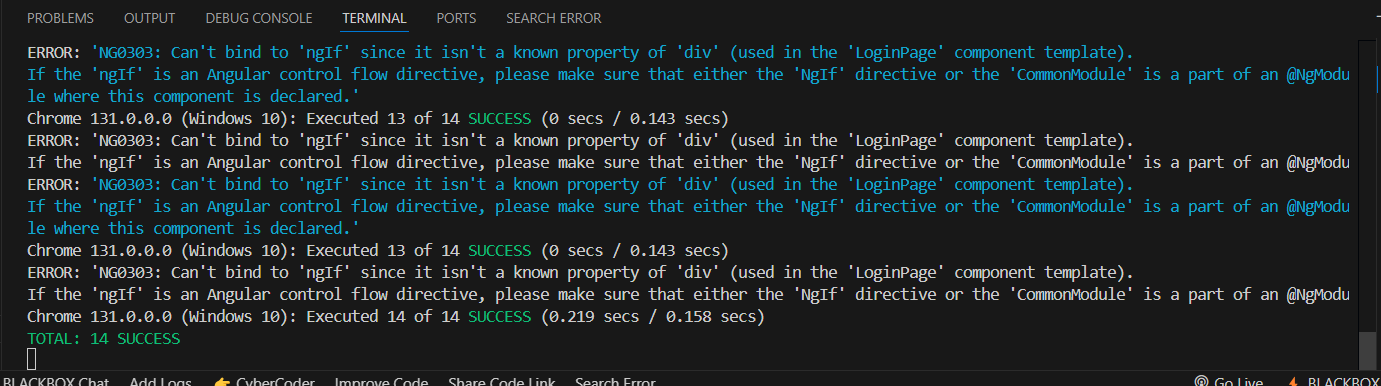 PROBLEMS OUTPUT DEBUG CONSOLE TERMINAL PORTS SEARCH ERROR
ERROR: 'NG0303: Can't bind to 'ngIf' since it isn't a known property of 'div' (used in the 'LoginPage' component template).
If the 'ngIf' is an Angular control flow directive, please make sure that either the 'NgIf' directive or the 'CommonModule' is a part of an @NgModu
le where this component is declared.'
Chrome 131.0.0.0 (Windows 10): Executed 13 of 14 SUCCESS (0 secs / 0.143 secs)
ERROR: 'NG0303: Can't bind to 'ngIf' since it isn't a known property of 'div' (used in the 'LoginPage' component template).
If the 'ngIf' is an Angular control flow directive, please make sure that either the 'NgIf' directive or the 'CommonModule' is a part of an @NgModu
ERROR: 'NG0303: Can't bind to 'ngIf' since it isn't a known property of 'div' (used in the 'LoginPage' component template).
If the 'ngIf' is an Angular control flow directive, please make sure that either the 'NgIf' directive or the 'CommonModule' is a part of an @NgModu
le where this component is declared.'
Chrome 131.0.0.0 (Windows 10): Executed 13 of 14 SUCCESS (0 secs / 0.143 secs)
ERROR: 'NG0303: Can't bind to 'ngIf' since it isn't a known property of 'div' (used in the 'LoginPage' component template).
If the 'ngIf' is an Angular control flow directive, please make sure that either the 'NgIf' directive or the 'CommonModule' is a part of an @NgModu
Chrome 131.0.0.0 (Windows 10): Executed 14 of 14 SUCCESS (0.219 secs / 0.158 secs)
TOTAL: 14 SUCCESS
BLACKBOX Chat Add Logs CyberCoder Improve Code Share Code Link Search Error Go Live BLACKBOX